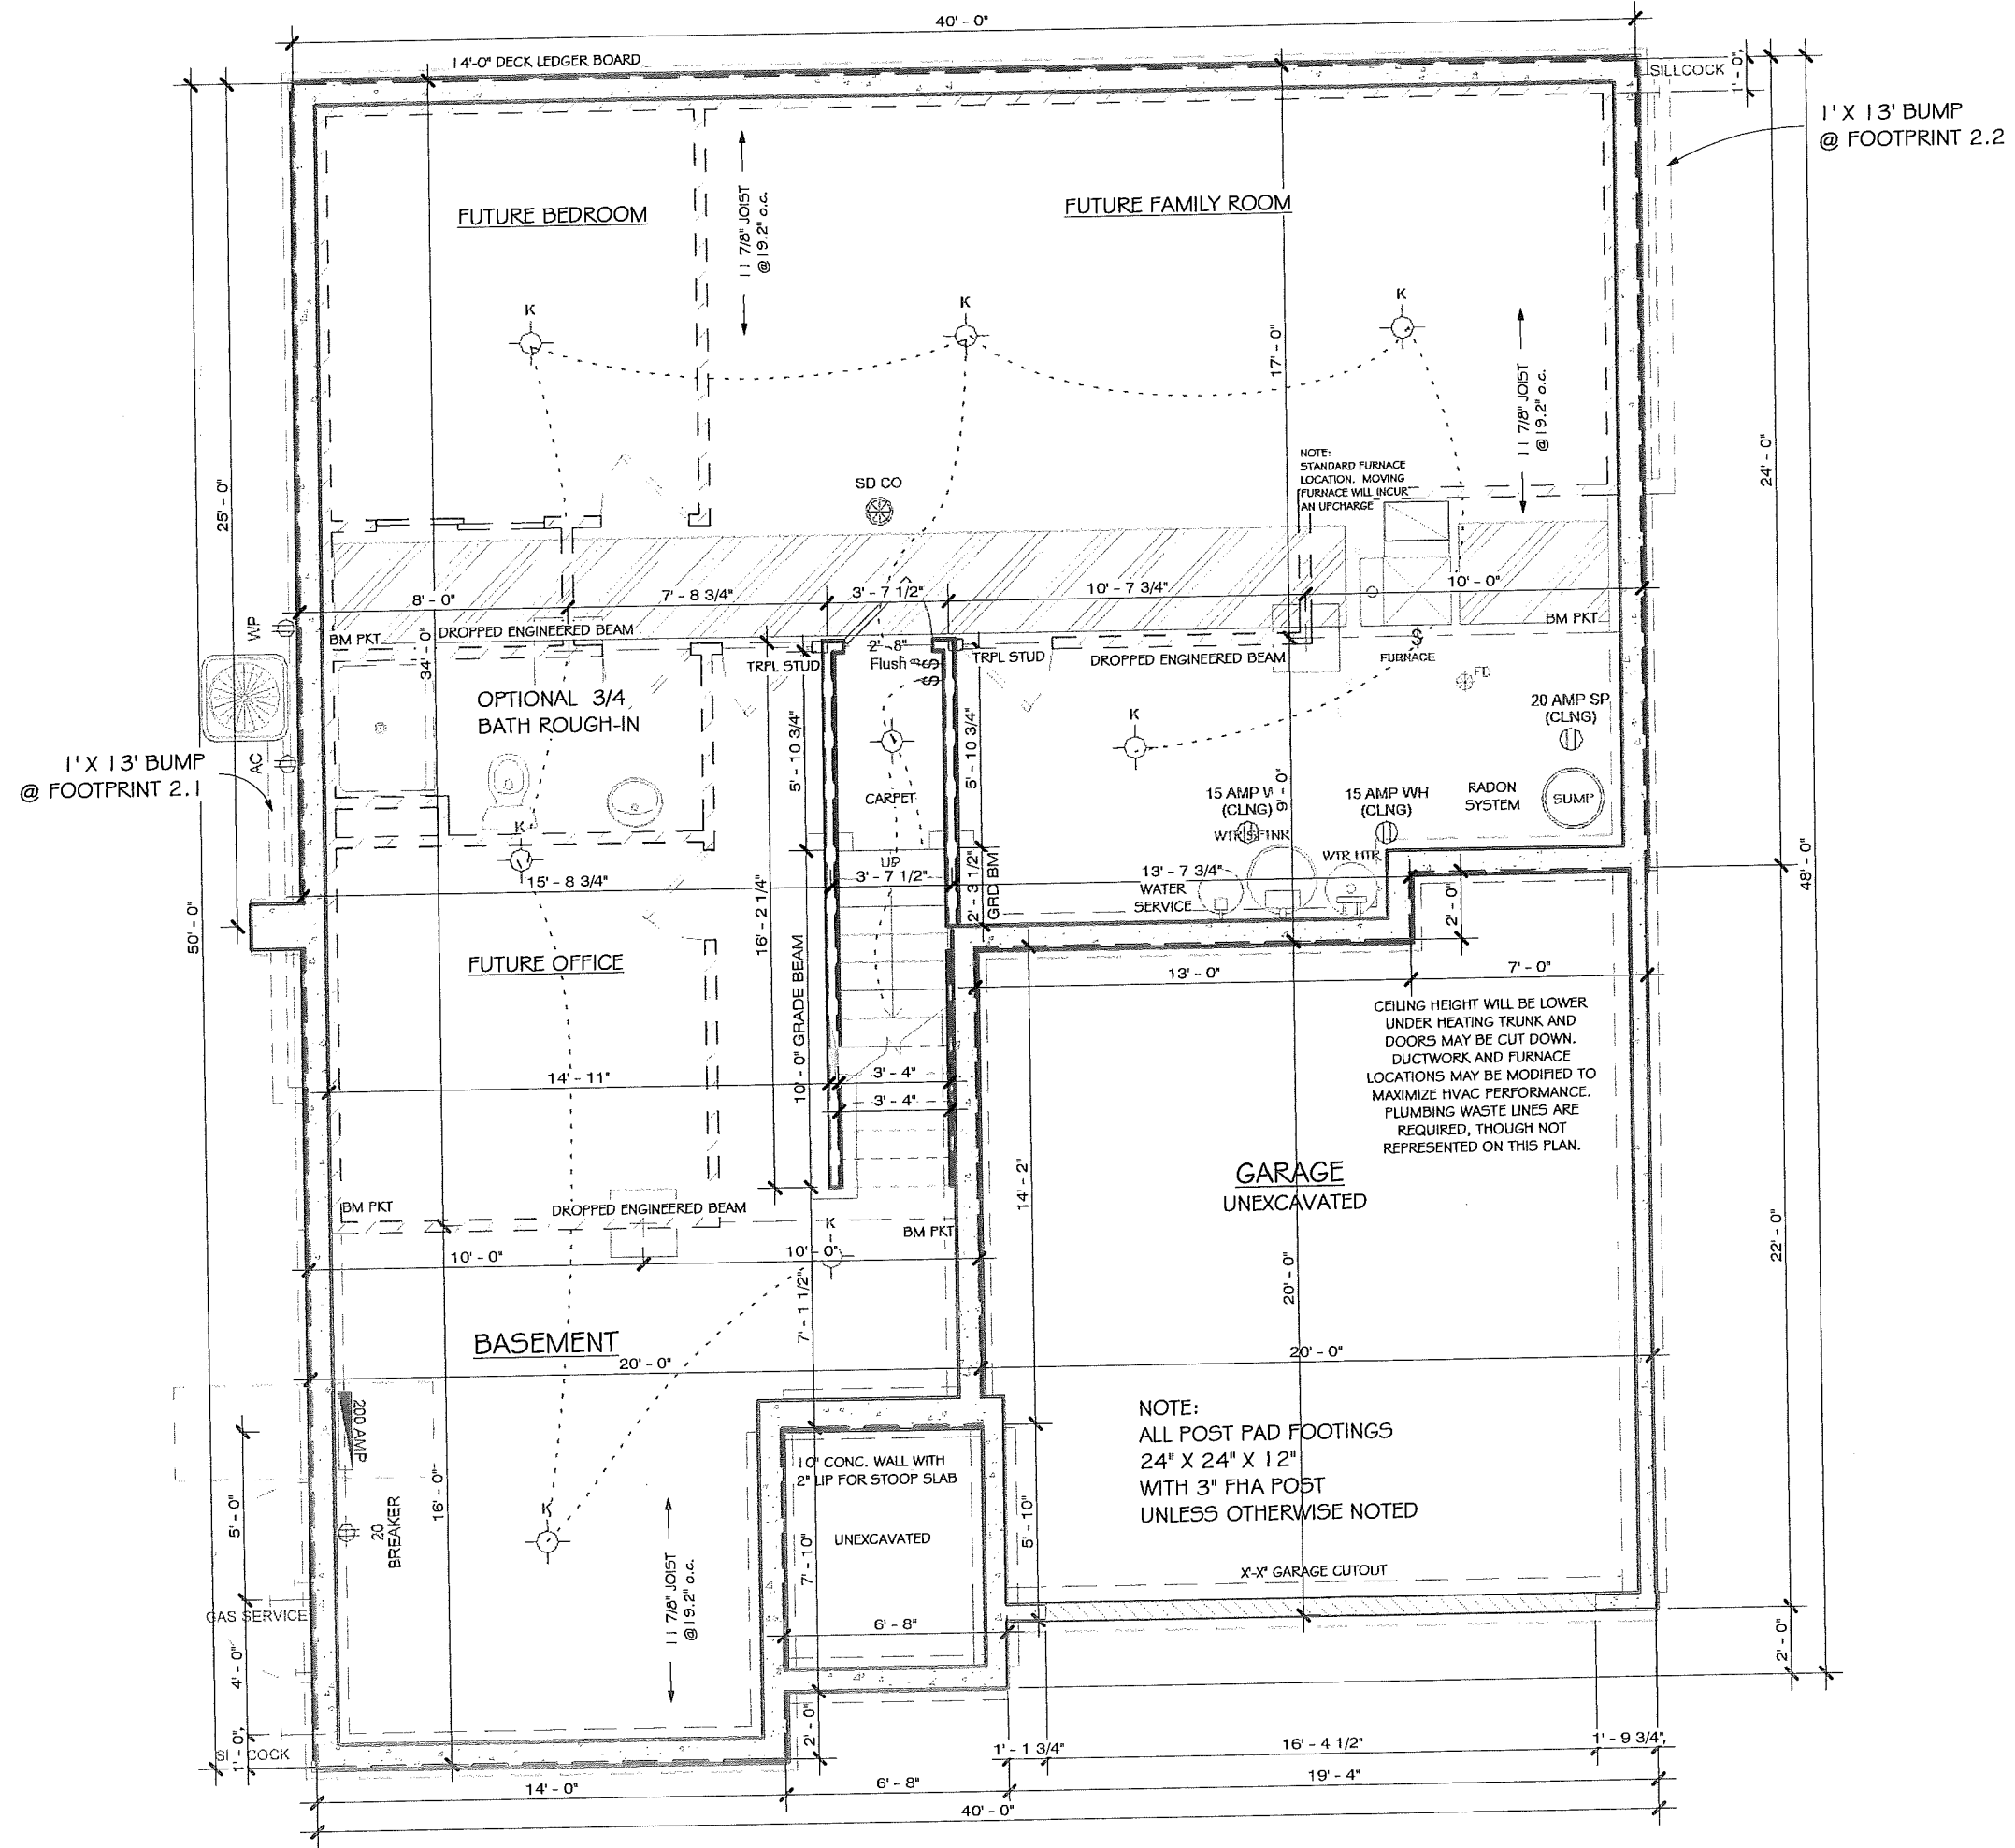 40' - 0"
14'-0" DECK LEDGER BOARD
SILLCOCK
1' - 0"
1' X 13' BUMP
@ FOOTPRINT 2.2
FUTURE BEDROOM
11 7/8" JOIST
@19.2" o.c.
FUTURE FAMILY ROOM
K
K
K
17' - 0"
11 7/8" JOIST
@19.2" o.c.
24' - 0"
25' - 0"
SD CO
NOTE:
STANDARD FURNACE
LOCATION. MOVING
FURNACE WILL INCUR
AN UPCHARGE
8' - 0"
7' - 8 3/4"
3' - 7 1/2"
10' - 7 3/4"
10' - 0"
WP
BM PKT
DROPPED ENGINEERED BEAM
34' - 0"
TRPL STUD
2' - 8"
Flush
TRPL STUD
DROPPED ENGINEERED BEAM
FURNACE
BM PKT
FD
OPTIONAL 3/4
BATH ROUGH-IN
5' - 10 3/4"
5' - 10 3/4"
K
20 AMP SP
(CLNG)
1' X 13' BUMP
@ FOOTPRINT 2.1
AC
CARPET
9' - 0"
15 AMP
(CLNG)
15 AMP WH
(CLNG)
RADON
SYSTEM
SUMP
K
WTR HTR
UP
15' - 8 3/4"
3' - 7 1/2"
13' - 7 3/4"
WATER
SERVICE
2' - 3 1/2"
GRD BM
2' - 0"
48' - 0"
50' - 0"
16' - 2 1/4"
FUTURE OFFICE
10' - 0" GRADE BEAM
13' - 0"
7' - 0"
CEILING HEIGHT WILL BE LOWER
UNDER HEATING TRUNK AND
DOORS MAY BE CUT DOWN.
DUCTWORK AND FURNACE
LOCATIONS MAY BE MODIFIED TO
MAXIMIZE HVAC PERFORMANCE.
PLUMBING WASTE LINES ARE
REQUIRED, THOUGH NOT
REPRESENTED ON THIS PLAN.
14' - 11"
3' - 4"
3' - 4"
14' - 2"
GARAGE
UNEXCAVATED
BM PKT
DROPPED ENGINEERED BEAM
K
BM PKT
10' - 0"
10' - 0"
7' - 1 1/2"
20' - 0"
22' - 0"
BASEMENT
20' - 0"
20' - 0"
200 AMP
NOTE:
ALL POST PAD FOOTINGS
24" X 24" X 12"
WITH 3" FHA POST
UNLESS OTHERWISE NOTED
10" CONC. WALL WITH
2" LIP FOR STOOP SLAB
16' - 0"
5' - 0"
20
BREAKER
K
11 7/8" JOIST
@19.2" o.c.
UNEXCAVATED
7' - 10"
5' - 10"
X'-X" GARAGE CUTOUT
GAS SERVICE
6' - 8"
4' - 0"
2' - 0"
2' - 0"
1' - 0"
1' - 1 3/4"
16' - 4 1/2"
1' - 9 3/4"
14' - 0"
6' - 8"
19' - 4"
40' - 0"